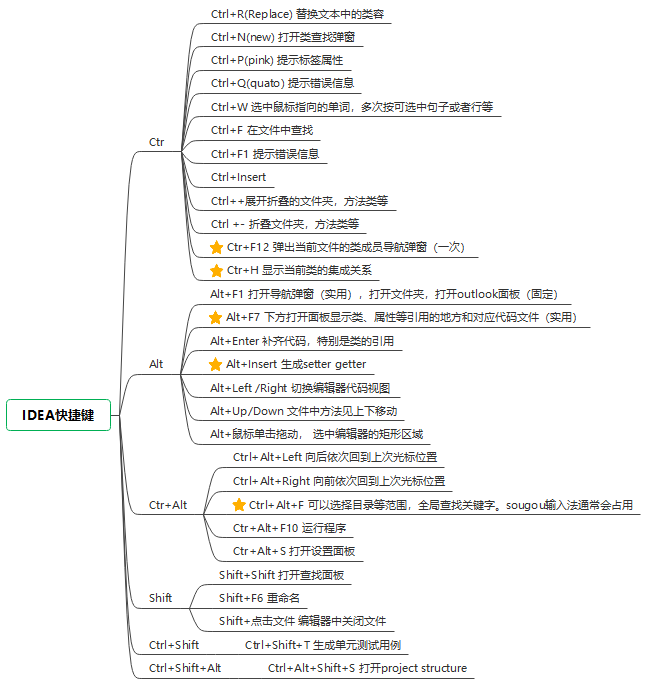 IDEA快捷键
Ctr
Ctrl+R(Replace) 替换文本中的类容
Ctrl+N(new) 打开类查找弹窗
Ctrl+P(pink) 提示标签属性
Ctrl+Q(quato) 提示错误信息
Ctrl+W 选中鼠标指向的单词，多次按可选中句子或者行等
Ctrl+F 在文件中查找
Ctrl+F1 提示错误信息
Ctrl+Insert
Ctrl++展开折叠的文件夹，方法类等
Ctrl +- 折叠文件夹，方法类等
Ctr+F12 弹出当前文件的类成员导航弹窗（一次）
Ctr+H 显示当前类的集成关系
Alt
Alt+F1 打开导航弹窗（实用），打开文件夹，打开outlook面板（固定）
Alt+F7 下方打开面板显示类、属性等引用的地方和对应代码文件（实用）
Alt+Enter 补齐代码，特别是类的引用
Alt+Insert 生成setter getter
Alt+Left /Right 切换编辑器代码视图
Alt+Up/Down 文件中方法见上下移动
Alt+鼠标单击拖动， 选中编辑器的矩形区域
Ctr+Alt
Ctrl+Alt+Left 向后依次回到上次光标位置
Ctrl+Alt+Right 向前依次回到上次光标位置
Ctrl+Alt+F 可以选择目录等范围，全局查找关键字。sougou输入法通常会占用
Ctr+Alt+F10 运行程序
Ctr+Alt+S 打开设置面板
Shift
Shift+Shift 打开查找面板
Shift+F6 重命名
Shift+点击文件 编辑器中关闭文件
Ctrl+Shift
Ctrl+Shift+T 生成单元测试用例
Ctrl+Shift+Alt
Ctrl+Alt+Shift+S 打开project structure